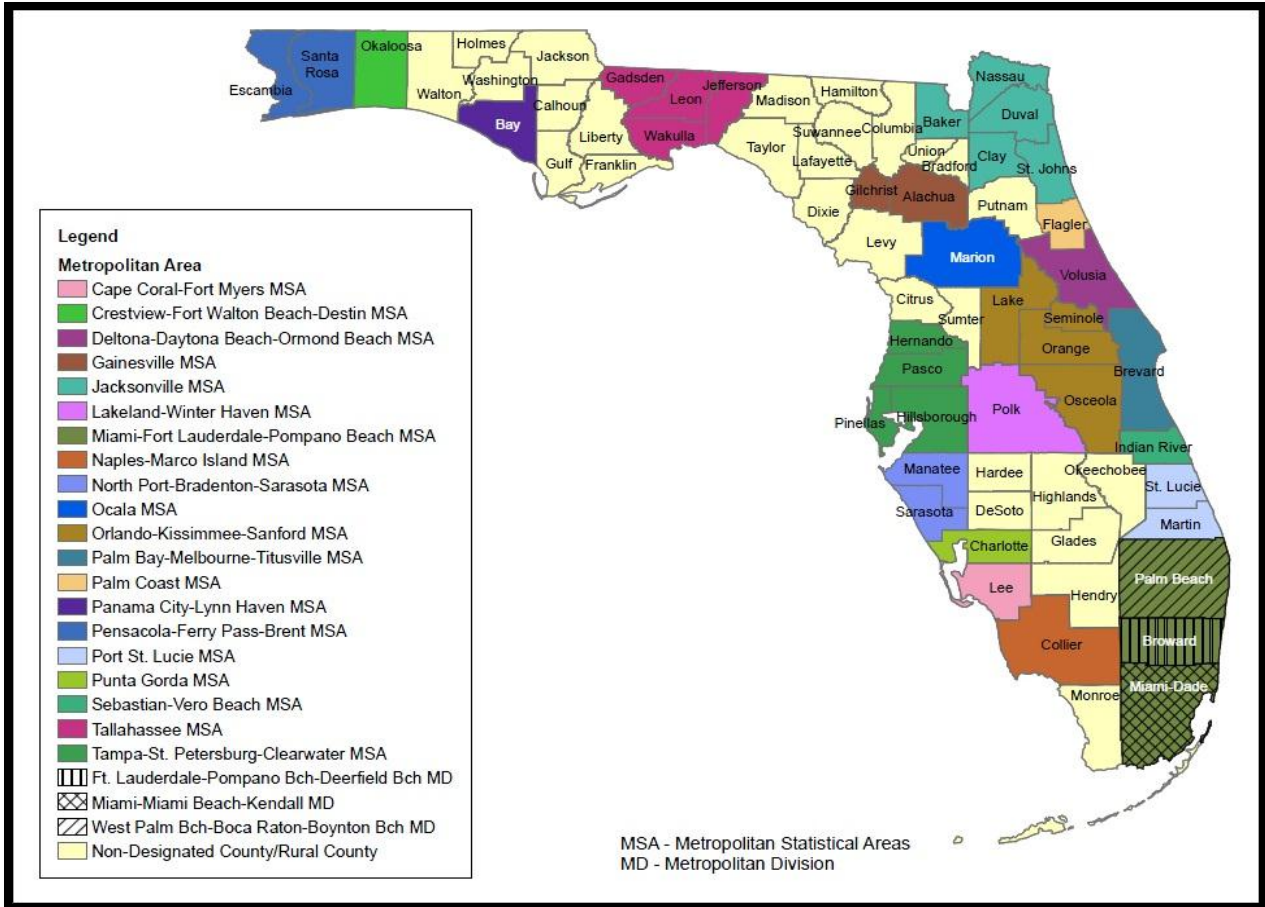 Holmes
Jackson
Okaloosa
Santa
Rosa
Escambia
Walton
Washington
Bay
Calhoun
Liberty
Gulf
Franklin
Gadsden
Leon
Jefferson
Wakulla
Madison
Hamilton
Taylor
Suwannee
Lafayette
Columbia
Baker
Nassau
Duval
Union
Bradford
Clay
St. Johns
Gilchrist
Alachua
Putnam
Dixie
Levy
Flagler
Marion
Volusia
Citrus
Sumter
Lake
Seminole
Hernando
Orange
Pasco
Brevard
Osceola
Polk
Pinellas
Hillsborough
Indian River
Manatee
Hardee
Okeechobee
St. Lucie
Highlands
Sarasota
DeSoto
Martin
Charlotte
Glades
Lee
Hendry
Palm Beach
Collier
Broward
Monroe
Miami-Dade
Legend
Metropolitan Area
Cape Coral-Fort Myers MSA
Crestview-Fort Walton Beach-Destin MSA
Deltona-Daytona Beach-Ormond Beach MSA
Gainesville MSA
Jacksonville MSA
Lakeland-Winter Haven MSA
Miami-Fort Lauderdale-Pompano Beach MSA
Naples-Marco Island MSA
North Port-Bradenton-Sarasota MSA
Ocala MSA
Orlando-Kissimmee-Sanford MSA
Palm Bay-Melbourne-Titusville MSA
Palm Coast MSA
Panama City-Lynn Haven MSA
Pensacola-Ferry Pass-Brent MSA
Port St. Lucie MSA
Punta Gorda MSA
Sebastian-Vero Beach MSA
Tallahassee MSA
Tampa-St. Petersburg-Clearwater MSA
Ft. Lauderdale-Pompano Bch-Deerfield Bch MD
Miami-Miami Beach-Kendall MD
West Palm Bch-Boca Raton-Boynton Bch MD
Non-Designated County/Rural County
MSA - Metropolitan Statistical Areas
MD - Metropolitan Division